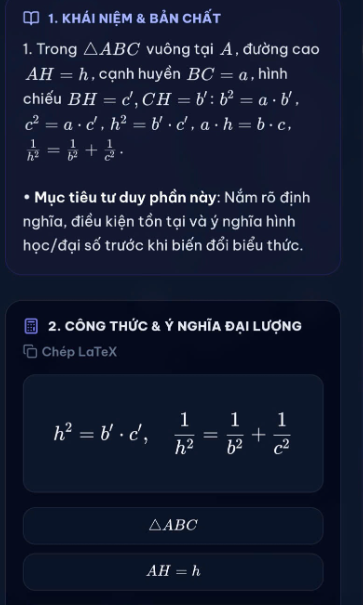 1. KHÁI NIỆM & BẢN CHẤT
1. Trong △ABC vuông tại A, đường cao
AH = h, cạnh huyền BC = a, hình
chiếu BH = c′, CH = b′: b² = a · b′,
c² = a · c′, h² = b′ · c′, a · h = b · c,
1/h² = 1/b² + 1/c².
• Mục tiêu tư duy phần này: Nắm rõ định
nghĩa, điều kiện tồn tại và ý nghĩa hình
học/đại số trước khi biến đổi biểu thức.
2. CÔNG THỨC & Ý NGHĨA ĐẠI LƯỢNG
Chép LaTeX
h² = b′ · c′, 1/h² = 1/b² + 1/c²
△ABC
AH = h